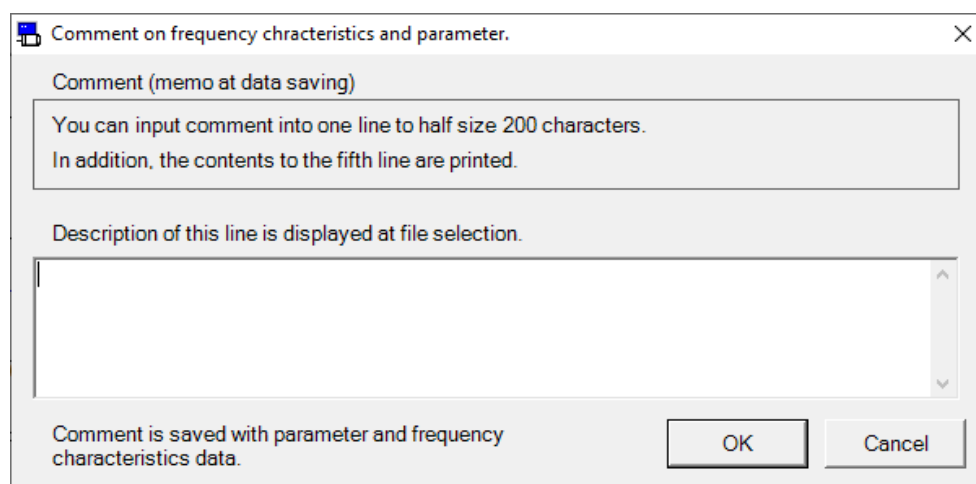 Comment on frequency chracteristics and parameter.
Comment (memo at data saving)
You can input comment into one line to half size 200 characters.
In addition, the contents to the fifth line are printed.
Description of this line is displayed at file selection.
Comment is saved with parameter and frequency
characteristics data.
OK
Cancel